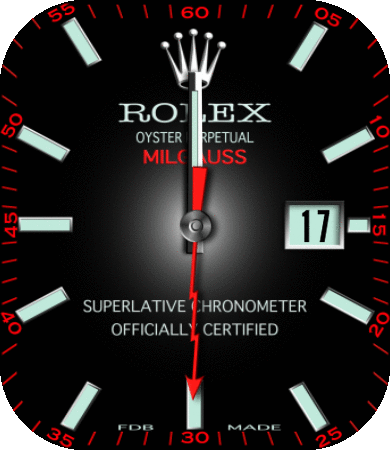 60
55
05
ROLEX
OYSTER PERPETUAL
MILGAUSS
50
10
17
45
15
SUPERLATIVE CHRONOMETER
OFFICIALLY CERTIFIED
40
20
FDB MADE
35
30
25